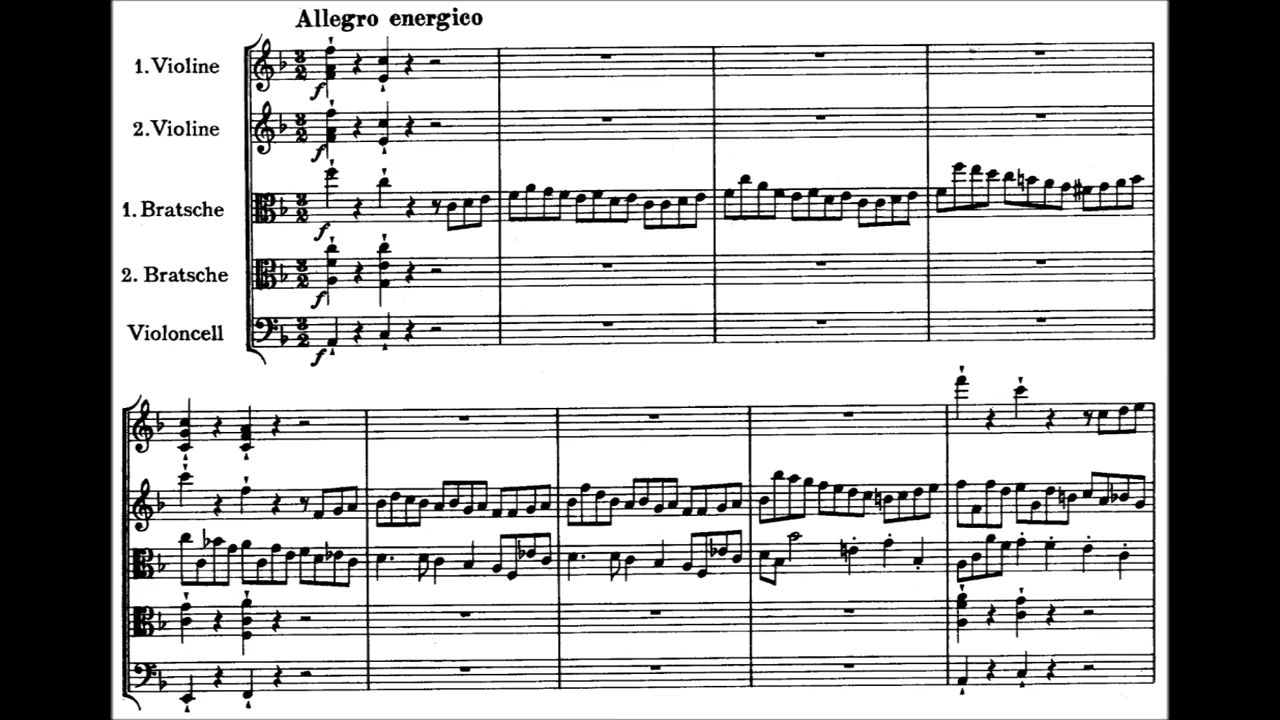 Allegro energico
1. Violine
f
2. Violine
f
1. Bratsche
f
2. Bratsche
f
Violoncell
f